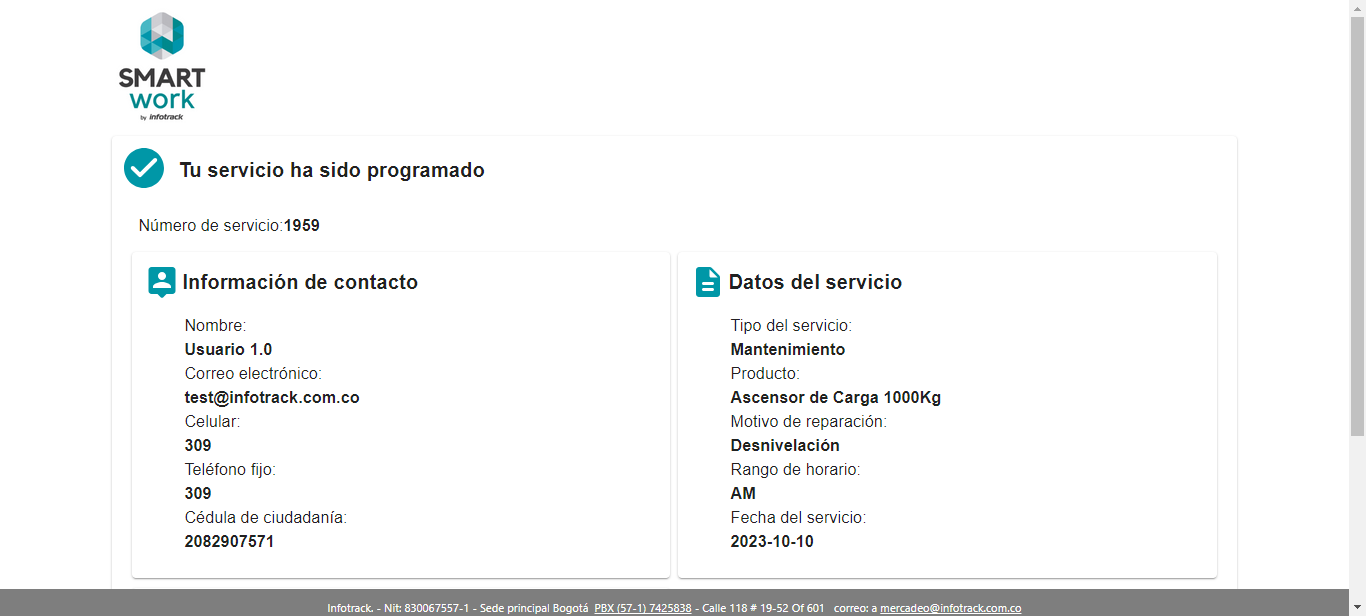 SMART
work
by infotrack
Tu servicio ha sido programado
Número de servicio:1959
Información de contacto
Nombre:
Usuario 1.0
Correo electrónico:
test@infotrack.com.co
Celular:
309
Teléfono fijo:
309
Cédula de ciudadanía:
2082907571
Datos del servicio
Tipo del servicio:
Mantenimiento
Producto:
Ascensor de Carga 1000Kg
Motivo de reparación:
Desnivelación
Rango de horario:
AM
Fecha del servicio:
2023-10-10
Infotrack. - Nit: 830067557-1 - Sede principal Bogotá PBX (57-1) 7425838 - Calle 118 # 19-52 Of 601 correo: a mercadeo@infotrack.com.co